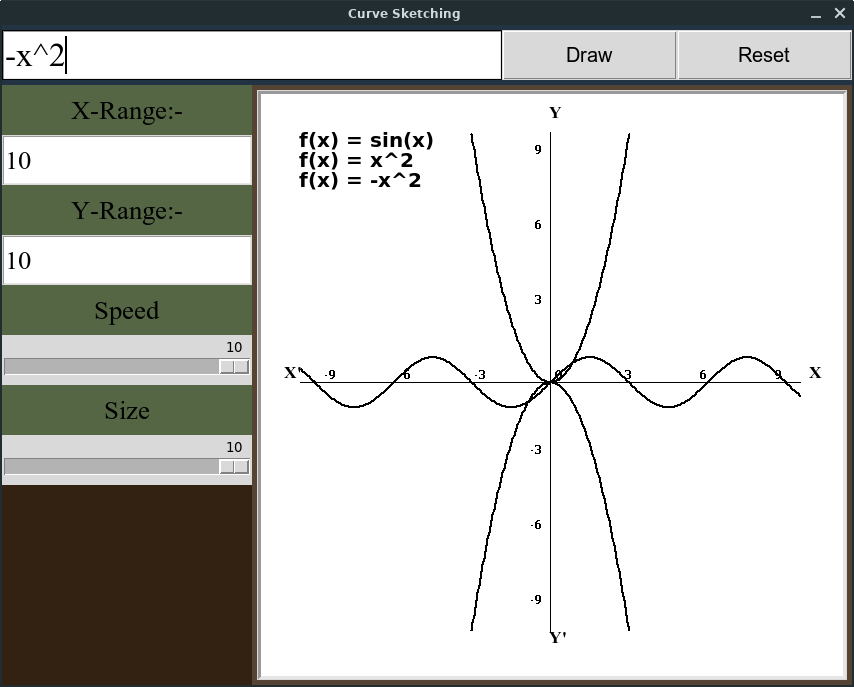 Curve Sketching
-x^2
Draw
Reset
X-Range:-
10
Y-Range:-
10
Speed
10
Size
10
Y
f(x) = sin(x)
f(x) = x^2
f(x) = -x^2
9
6
3
X' -9 -6 -3 0 3 6 9 X
-3
-6
-9
Y'